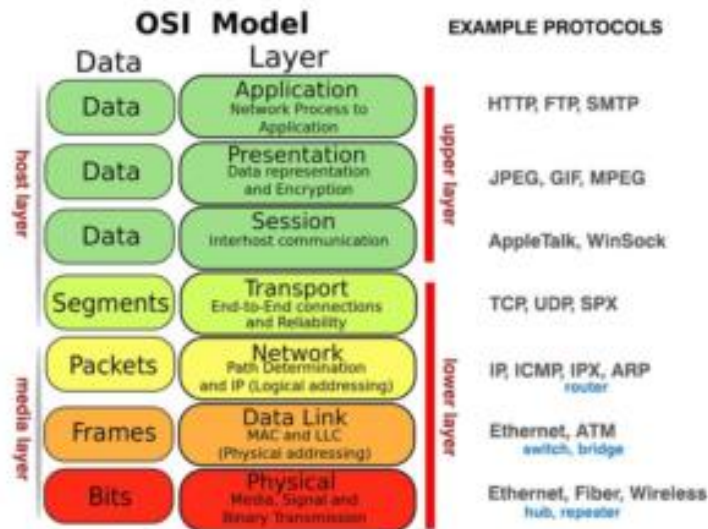 OSI Model
EXAMPLE PROTOCOLS
Data
Layer
host layer
media layer
upper layer
lower layer
Data
Application
Network Process to
Application
HTTP, FTP, SMTP
Data
Presentation
Data representation
and Encryption
JPEG, GIF, MPEG
Data
Session
Interhost communication
AppleTalk, WinSock
Segments
Transport
End-to-End connections
and Reliability
TCP, UDP, SPX
Packets
Network
Path Determination
and IP (Logical addressing)
IP, ICMP, IPX, ARP
router
Frames
Data Link
MAC and LLC
(Physical addressing)
Ethernet, ATM
switch, bridge
Bits
Physical
Media, Signal and
Binary Transmission
Ethernet, Fiber, Wireless
hub, repeater